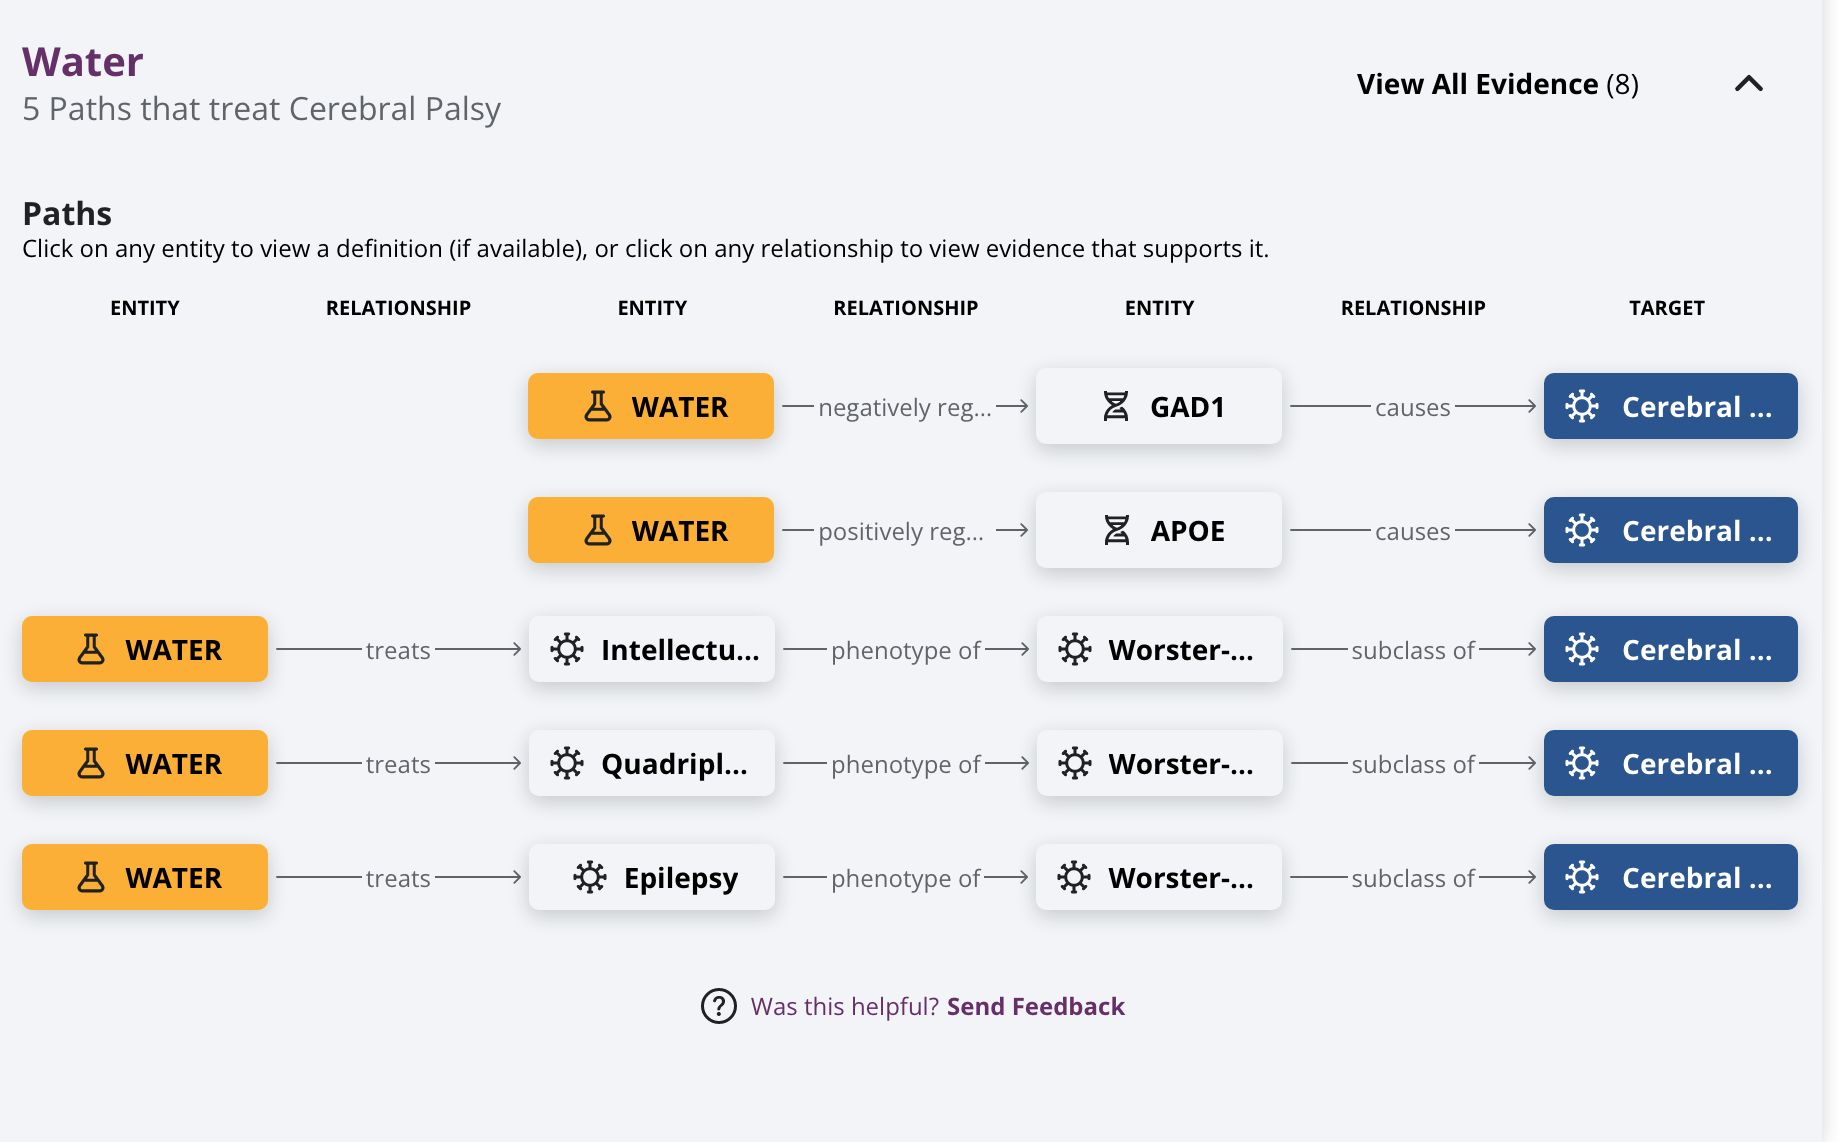 Water
5 Paths that treat Cerebral Palsy
View All Evidence (8)
Paths
Click on any entity to view a definition (if available), or click on any relationship to view evidence that supports it.
ENTITY RELATIONSHIP ENTITY RELATIONSHIP ENTITY RELATIONSHIP TARGET
WATER negatively reg... GAD1 causes Cerebral ...
WATER positively reg... APOE causes Cerebral ...
WATER treats Intellectu... phenotype of Worster-... subclass of Cerebral ...
WATER treats Quadripl... phenotype of Worster-... subclass of Cerebral ...
WATER treats Epilepsy phenotype of Worster-... subclass of Cerebral ...
? Was this helpful? Send Feedback